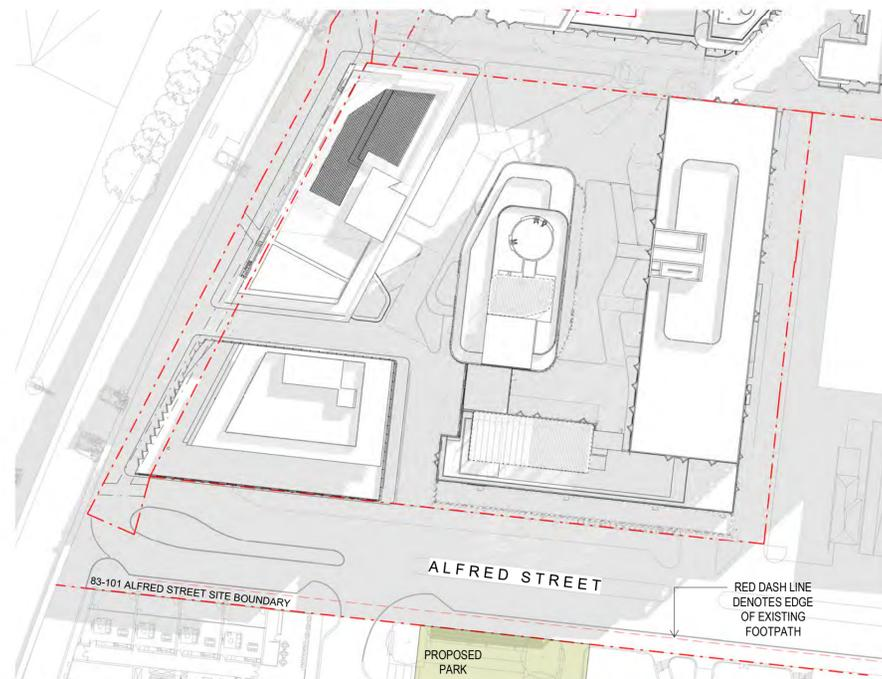 ALFRED STREET
83-101 ALFRED STREET SITE BOUNDARY
RED DASH LINE
DENOTES EDGE
OF EXISTING
FOOTPATH
PROPOSED
PARK